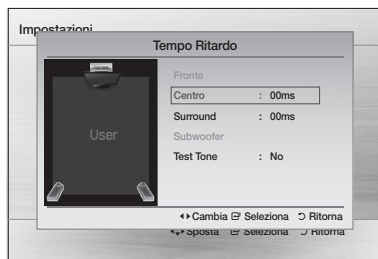 Impostazioni
Tempo Ritardo
User
Fronte
Centro : 00ms
Surround : 00ms
Subwoofer
Test Tone : No
Cambia Seleziona Ritorna
Sposta Seleziona Ritorna